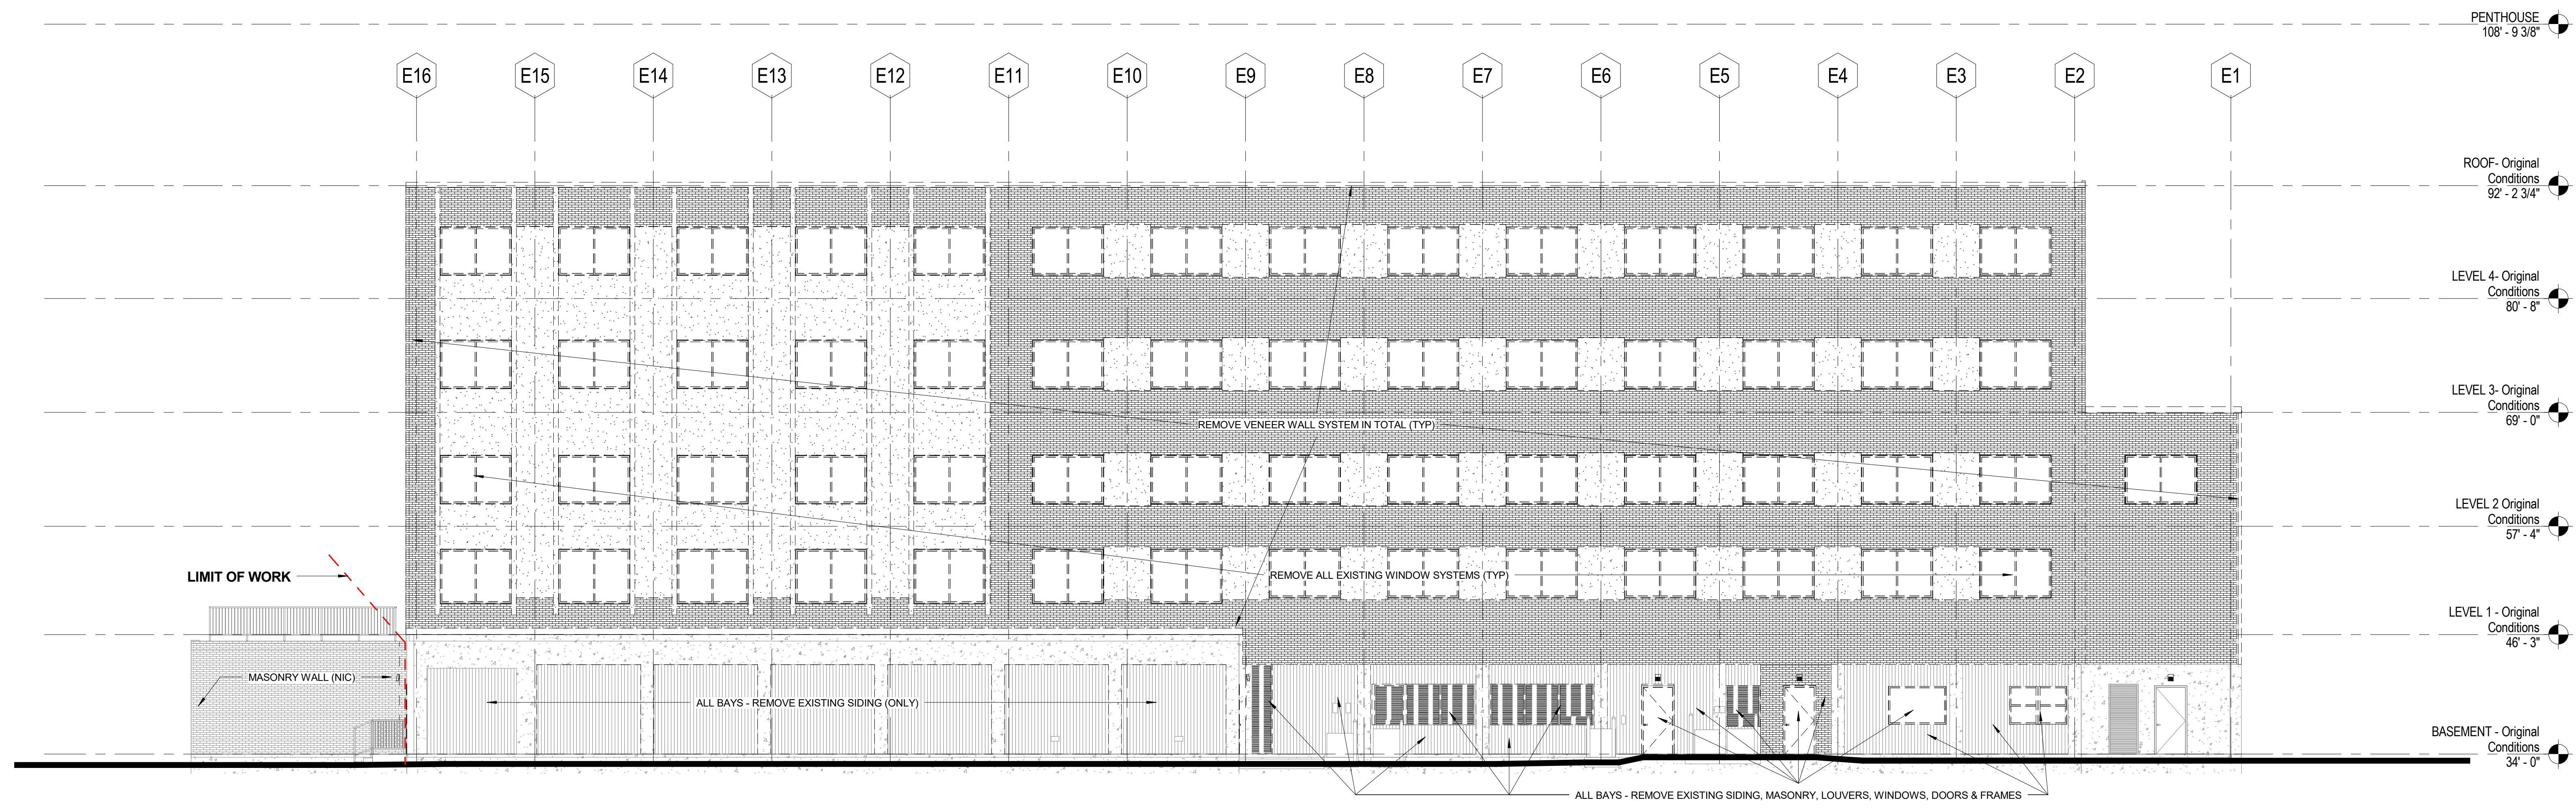 PENTHOUSE
108' - 9 3/8"
E16
E15
E14
E13
E12
E11
E10
E9
E8
E7
E6
E5
E4
E3
E2
E1
ROOF- Original
Conditions
92' - 2 3/4"
LEVEL 4- Original
Conditions
80' - 8"
LEVEL 3- Original
Conditions
69' - 0"
REMOVE VENEER WALL SYSTEM IN TOTAL (TYP)
LEVEL 2 Original
Conditions
57' - 4"
LIMIT OF WORK
REMOVE ALL EXISTING WINDOW SYSTEMS (TYP)
LEVEL 1 - Original
Conditions
46' - 3"
MASONRY WALL (NIC)
ALL BAYS - REMOVE EXISTING SIDING (ONLY)
BASEMENT - Original
Conditions
34' - 0"
ALL BAYS - REMOVE EXISTING SIDING, MASONRY, LOUVERS, WINDOWS, DOORS & FRAMES